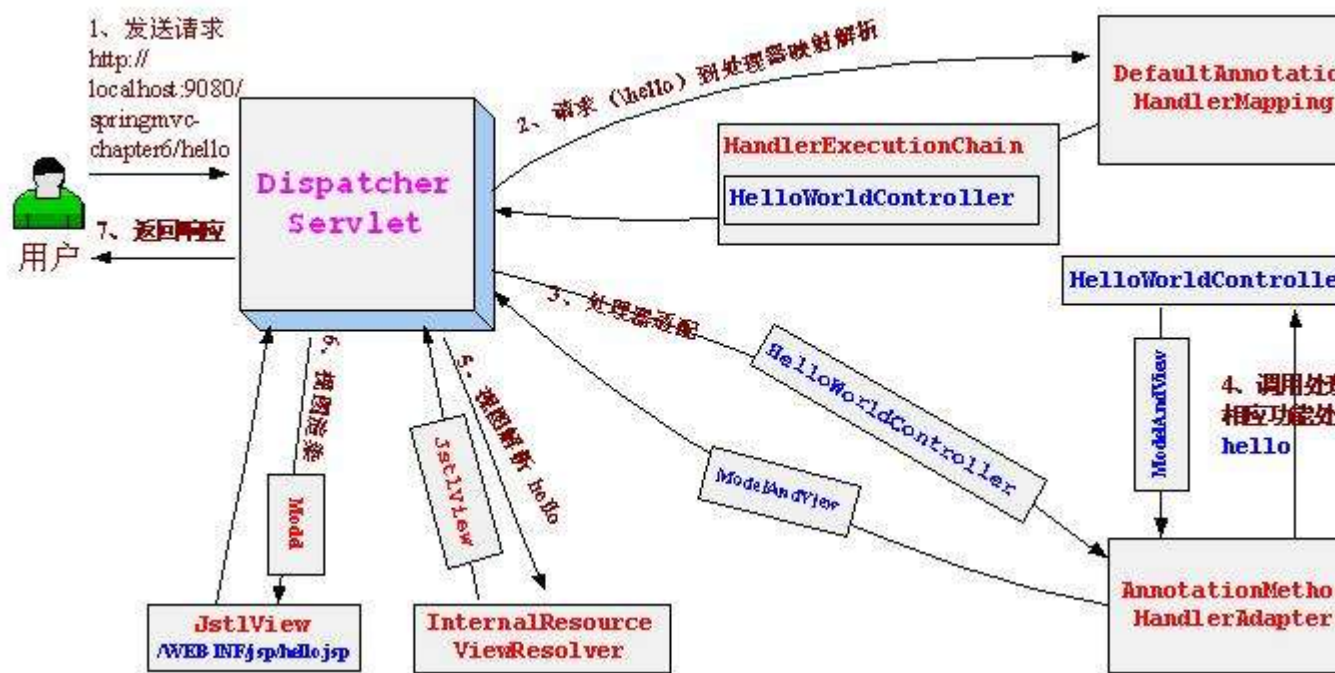 1、发送请求
http://
localhost:9080/
springmvc-
chapter6/hello
用户
7、返回响应
Dispatcher
Servlet
2、请求（\hello）到处理器映射解析
DefaultAnnotatio
HandlerMapping
HandlerExecutionChain
HelloWorldController
3、处理器适配
HelloWorldController
ModelAndView
HelloWorldControlle
ModelAndView
4、调用处理
相应功能处
hello
AnnotationMetho
HandlerAdapter
5、视图解析 hello
JstlView
InternalResource
ViewResolver
6、视图渲染
Model
JstlView
/WEB-INF/jsp/hello.jsp